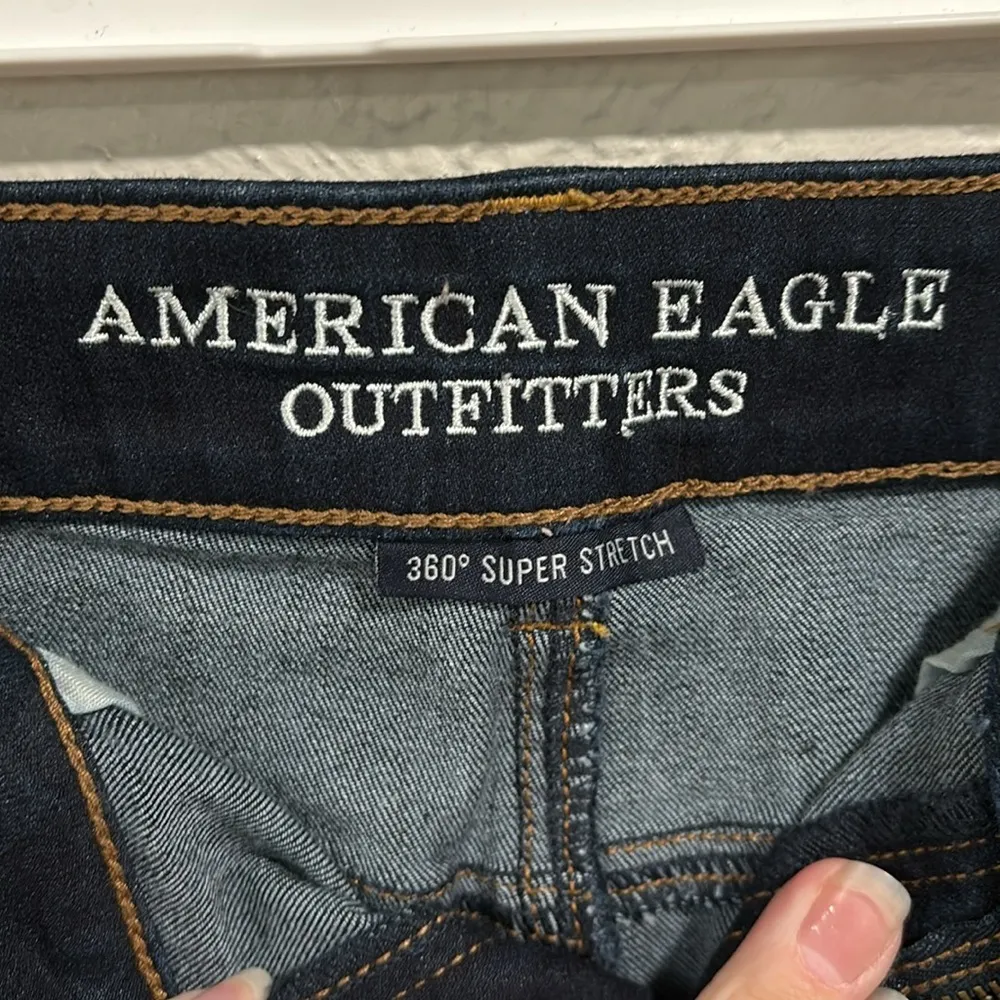 AMERICAN EAGLE
OUTFITTERS
360° SUPER STRETCH